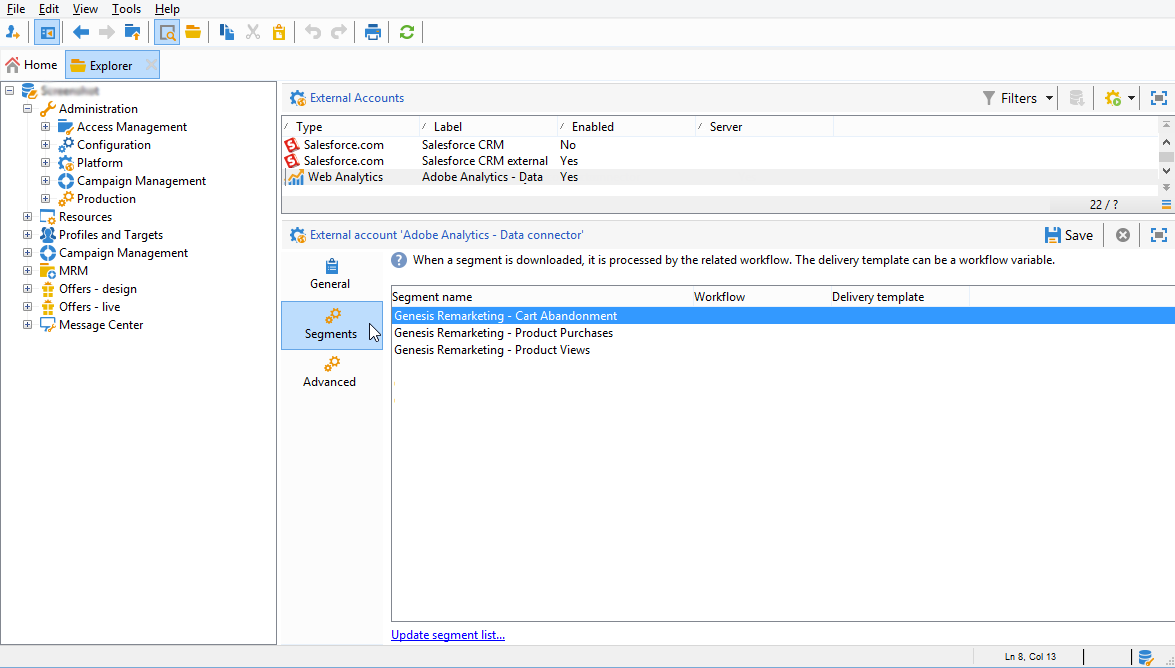 File Edit View Tools Help
Home Explorer
Administration
Access Management
Configuration
Platform
Campaign Management
Production
Resources
Profiles and Targets
Campaign Management
MRM
Offers - design
Offers - live
Message Center
External Accounts Filters
Type Label Enabled Server
Salesforce.com Salesforce CRM No
Salesforce.com Salesforce CRM external Yes
Web Analytics Adobe Analytics - Data Yes
22 / ?
External account 'Adobe Analytics - Data connector' Save
General
Segments
Advanced
When a segment is downloaded, it is processed by the related workflow. The delivery template can be a workflow variable.
Segment name Workflow Delivery template
Genesis Remarketing - Cart Abandonment
Genesis Remarketing - Product Purchases
Genesis Remarketing - Product Views
Update segment list...
Ln 8, Col 13